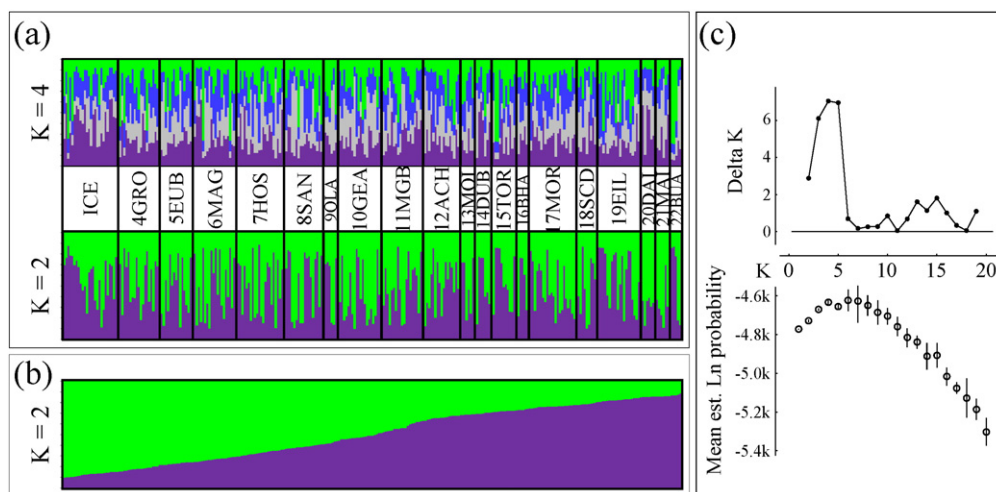 (a)
K = 4
ICE
4GRO
5EUB
6MAG
7HOS
8SAN
9OLA
10GEA
11MGB
12ACH
13MOI
14DUB
15TOR
16BHA
17MOR
18SCD
19EIL
20DAI
21MAI
22BUA
K = 2
(b)
K = 2
(c)
Delta K
6
4
2
0
K 0 5 10 15 20
Mean est. Ln probability
-4.6k
-4.8k
-5.0k
-5.2k
-5.4k